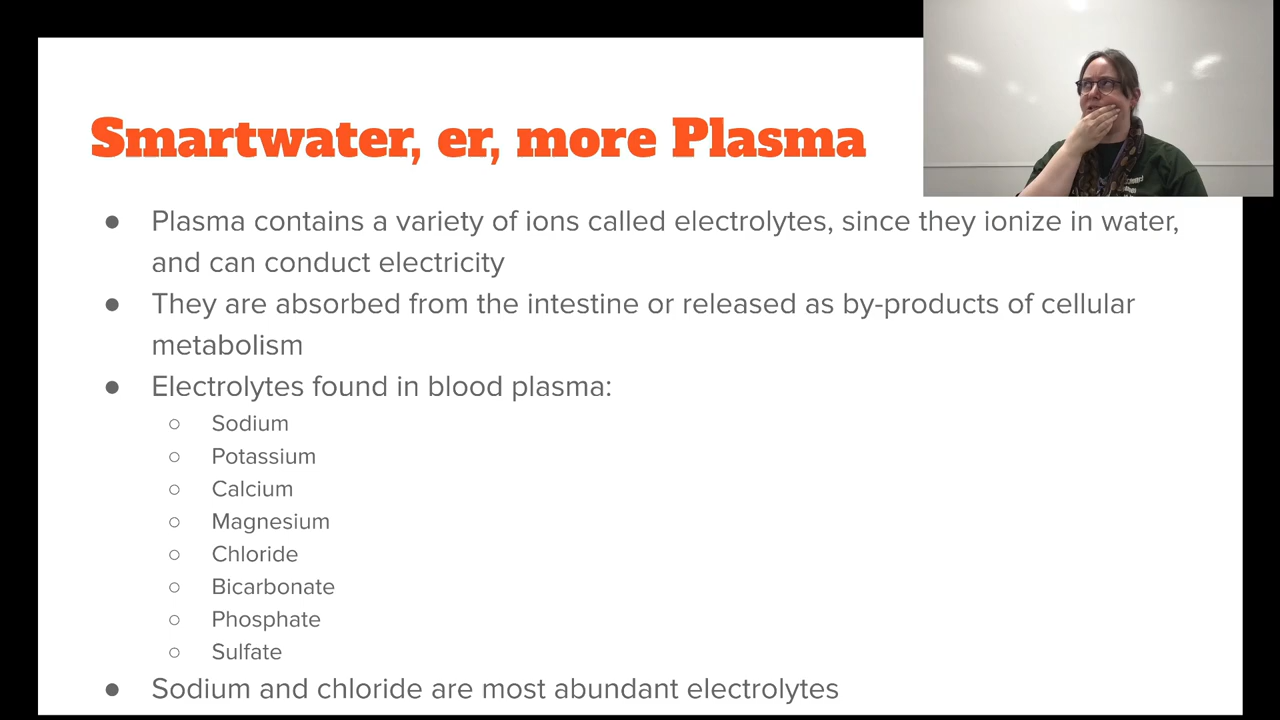 Smartwater, er, more Plasma
● Plasma contains a variety of ions called electrolytes, since they ionize in water,
and can conduct electricity
● They are absorbed from the intestine or released as by-products of cellular
metabolism
● Electrolytes found in blood plasma:
○ Sodium
○ Potassium
○ Calcium
○ Magnesium
○ Chloride
○ Bicarbonate
○ Phosphate
○ Sulfate
● Sodium and chloride are most abundant electrolytes